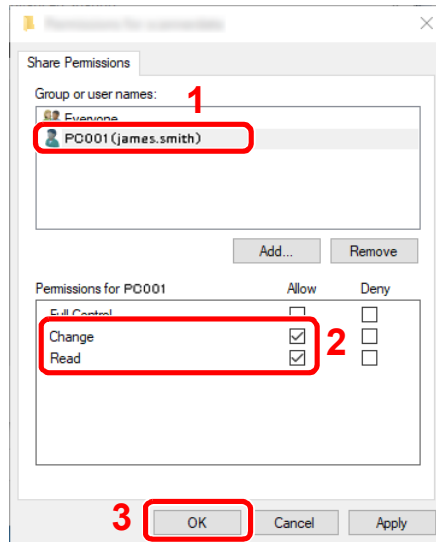 Share Permissions
Group or user names:
1
Everyone
PC001(james.smith)
Add...
Remove
Permissions for PC001
Allow
Deny
Full Control
Change
Read
2
3
OK
Cancel
Apply